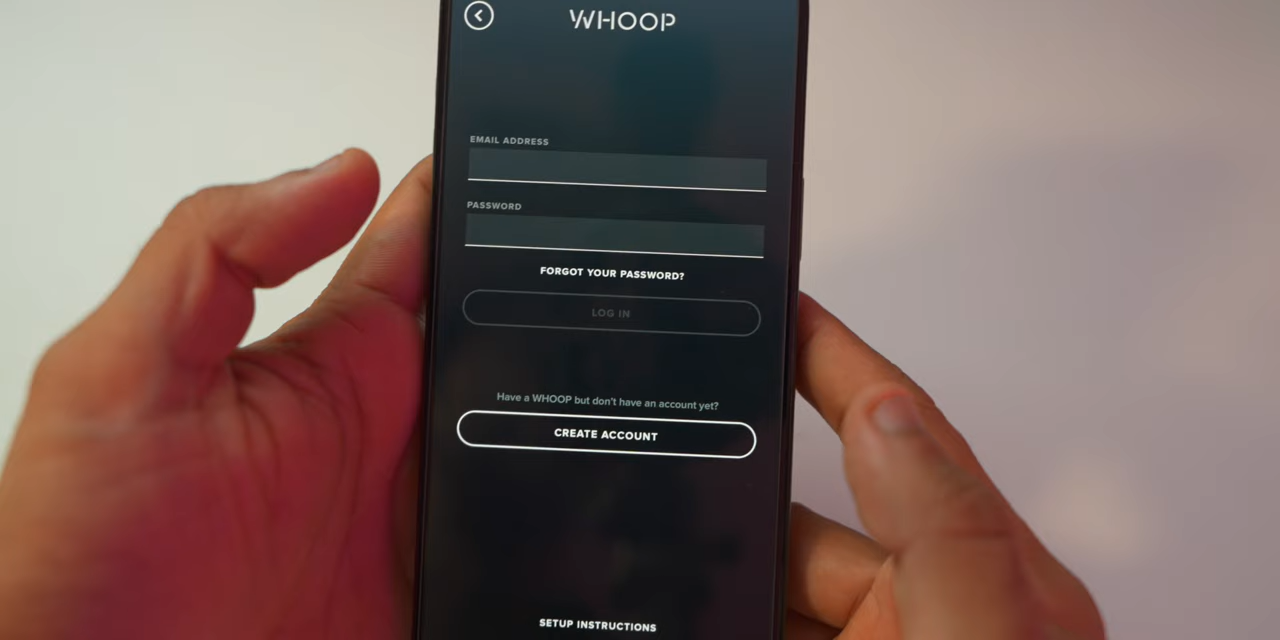 WHOOP
EMAIL ADDRESS
PASSWORD
FORGOT YOUR PASSWORD?
LOG IN
Have a WHOOP but don't have an account yet?
CREATE ACCOUNT
SETUP INSTRUCTIONS